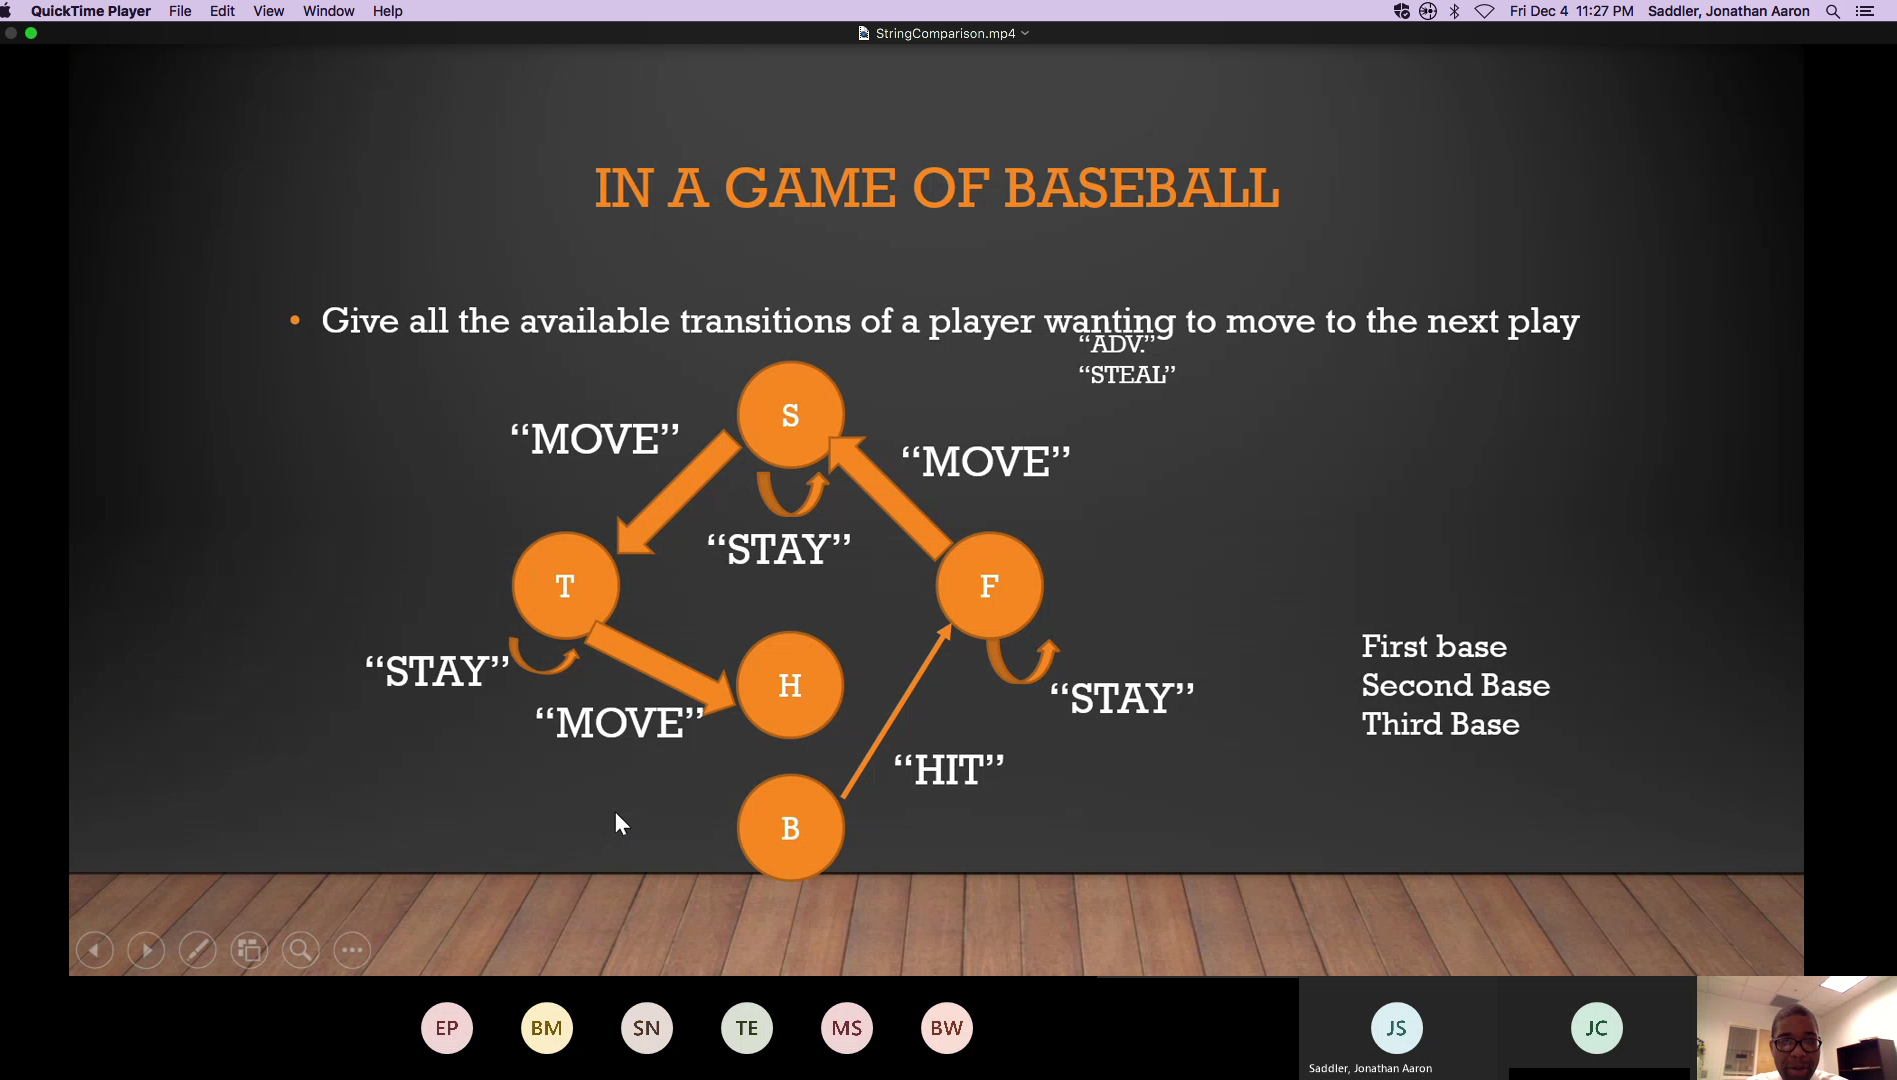 QuickTime Player File Edit View Window Help Fri Dec 4 11:27 PM Saddler, Jonathan Aaron
StringComparison.mp4
IN A GAME OF BASEBALL
• Give all the available transitions of a player wanting to move to the next play
“ADV.”
“STEAL”
S
“MOVE”
“MOVE”
“STAY”
T
F
“STAY”
H
“STAY”
“MOVE”
First base
Second Base
Third Base
“HIT”
B
EP BM SN TE MS BW JS JC
Saddler, Jonathan Aaron